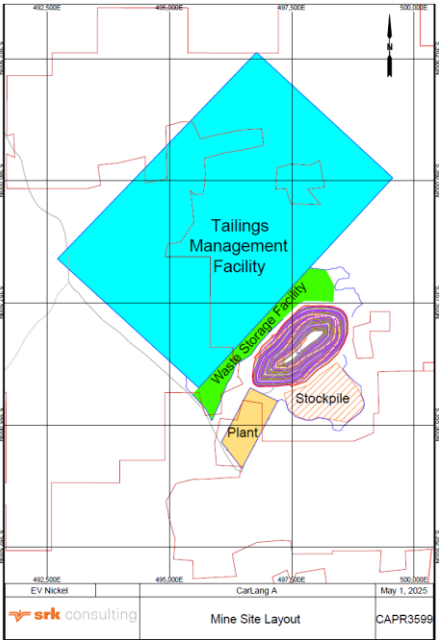 492,500E 495,000E 497,500E 500,000E
N
Tailings
Management
Facility
Waste Storage Facility
Stockpile
Plant
492,500E 495,000E 497,500E 500,000E
EV Nickel CarLang A May 1, 2025
srk consulting Mine Site Layout CAPR3599